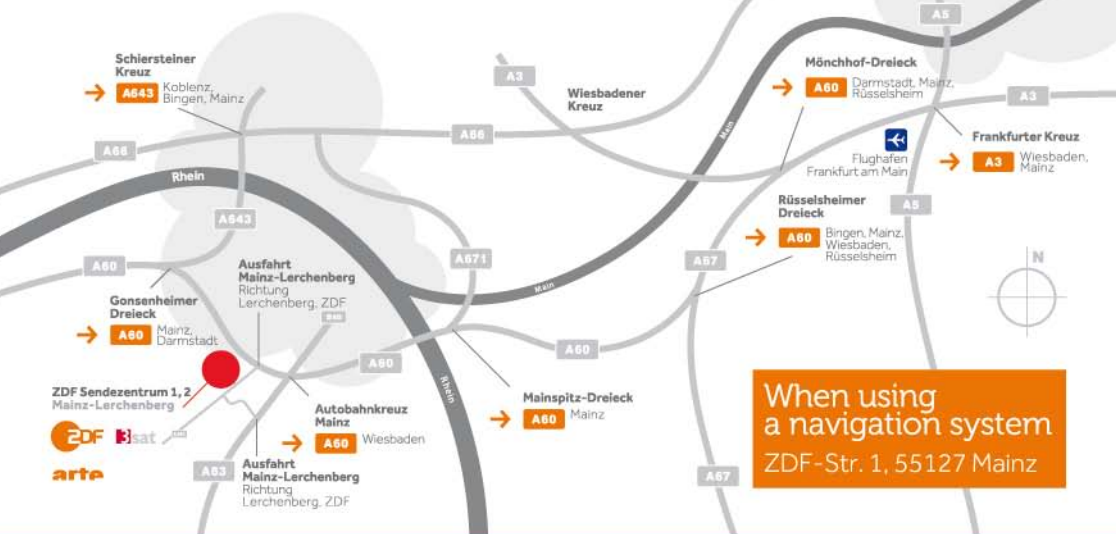 A5
Schiersteiner
Kreuz
→ A643 Koblenz,
Bingen, Mainz
A3
Wiesbadener
Kreuz
Mönchhof-Dreieck
→ A60 Darmstadt, Mainz,
Rüsselsheim
A3
A66
A66
Main
Flughafen
Frankfurt am Main
Frankfurter Kreuz
→ A3 Wiesbaden,
Mainz
Rhein
A643
Rüsselsheimer
Dreieck
→ A60 Bingen, Mainz,
Wiesbaden,
Rüsselsheim
A5
A60
Ausfahrt
Mainz-Lerchenberg
Richtung
Lerchenberg, ZDF
A671
A67
N
Main
Gonsenheimer
Dreieck
→ A60 Mainz,
Darmstadt
A60
A60
ZDF Sendezentrum 1, 2
Mainz-Lerchenberg
ZDF 3sat
arte
Rhein
Autobahnkreuz
Mainz
→ A60 Wiesbaden
Mainspitz-Dreieck
→ A60 Mainz
A63
Ausfahrt
Mainz-Lerchenberg
Richtung
Lerchenberg, ZDF
A67
When using
a navigation system
ZDF-Str. 1, 55127 Mainz